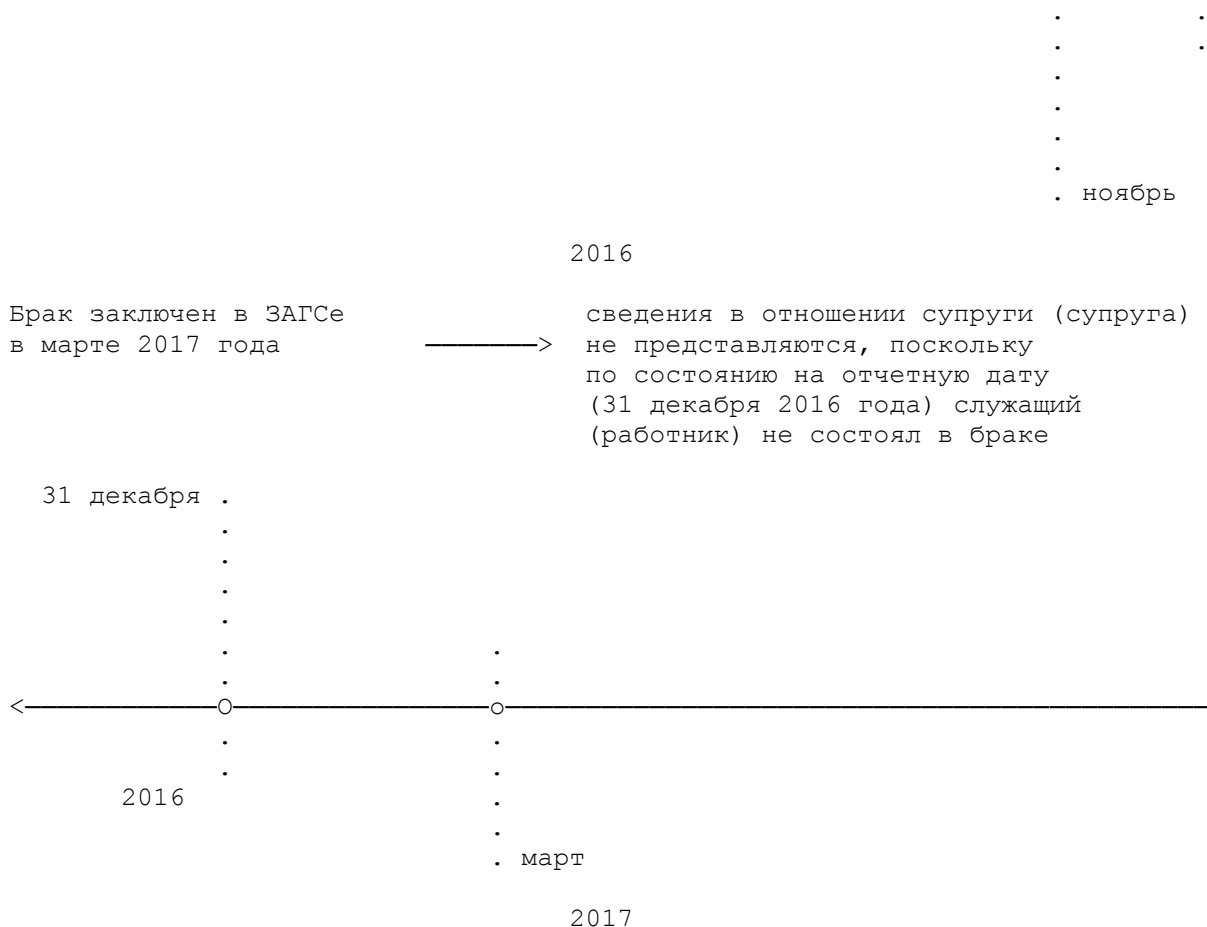 ноябрь
2016
Брак заключен в ЗАГСе сведения в отношении супруги (супруга)
в марте 2017 года ───────> не представляются, поскольку
по состоянию на отчетную дату
(31 декабря 2016 года) служащий
(работник) не состоял в браке
31 декабря
2016
март
2017